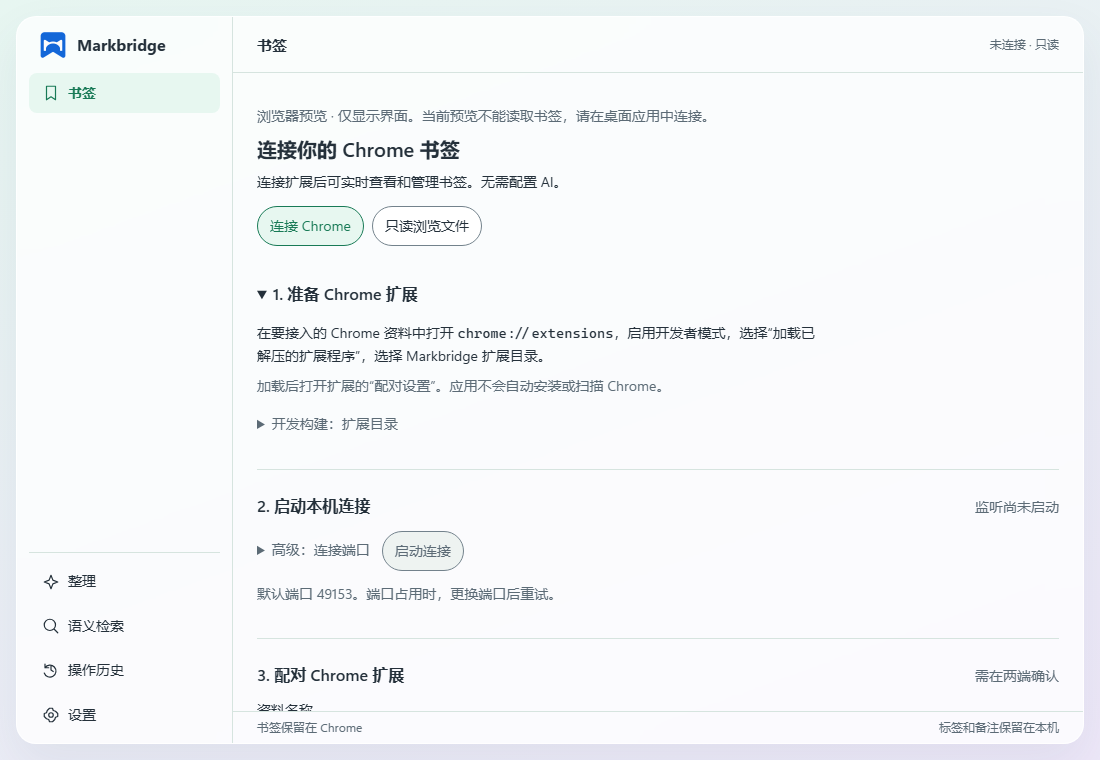 Markbridge
书签
整理
语义检索
操作历史
设置
书签
未连接 · 只读
浏览器预览 · 仅显示界面。当前预览不能读取书签，请在桌面应用中连接。
连接你的 Chrome 书签
连接扩展后可实时查看和管理书签。无需配置 AI。
连接 Chrome
只读浏览文件
1. 准备 Chrome 扩展
在要接入的 Chrome 资料中打开 chrome://extensions，启用开发者模式，选择“加载已
解压的扩展程序”，选择 Markbridge 扩展目录。
加载后打开扩展的“配对设置”。应用不会自动安装或扫描 Chrome。
开发构建：扩展目录
2. 启动本机连接
监听尚未启动
高级：连接端口
启动连接
默认端口 49153。端口占用时，更换端口后重试。
3. 配对 Chrome 扩展
需在两端确认
资料名称
书签保留在 Chrome
标签和备注保留在本机